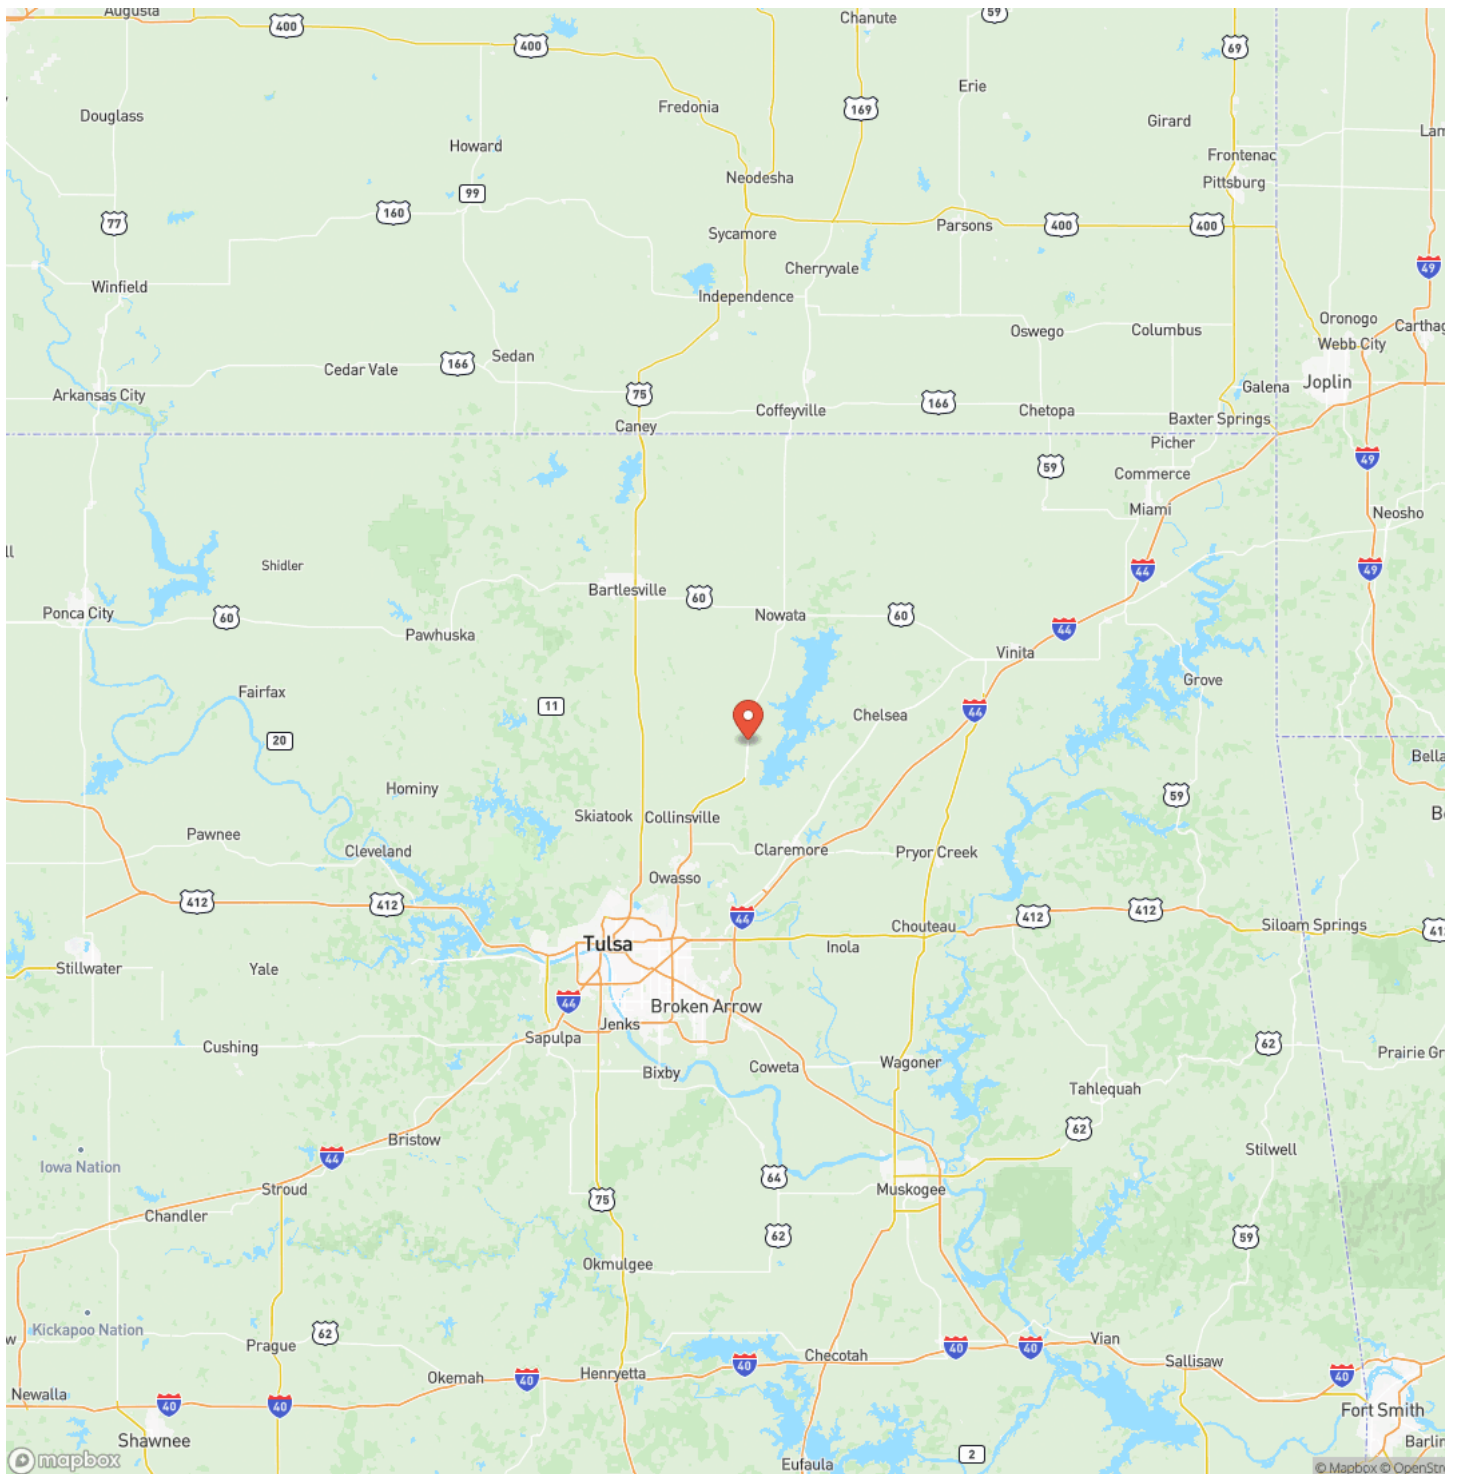 Augusta
400
400
Chanute
59
69
Douglass
Fredonia
169
Erie
Girard
Lam
Howard
Frontenac
Pittsburg
99
Neodesha
77
160
Sycamore
Parsons
400
400
Cherryvale
49
Winfield
Independence
Oronogo
Oswego
Columbus
Carthag
Webb City
166
Sedan
Cedar Vale
Galena
Joplin
Arkansas City
75
Coffeyville
166
Chetopa
Baxter Springs
Caney
Picher
59
Commerce
49
Miami
Neosho
ll
Shidler
44
49
Bartlesville
60
Ponca City
60
Nowata
60
Pawhuska
44
Vinita
Grove
Fairfax
11
Chelsea
44
20
Bella
Hominy
59
Skiatook
Collinsville
B
Pawnee
Cleveland
Claremore
Pryor Creek
Owasso
412
412
44
412
412
Chouteau
Siloam Springs
41
Tulsa
Inola
Stillwater
Yale
44
Broken Arrow
Jenks
Sapulpa
Cushing
62
Prairie Gr
Bixby
Coweta
Wagoner
Tahlequah
62
Bristow
Stilwell
44
Iowa Nation
64
Stroud
75
Muskogee
Chandler
62
59
Okmulgee
Kickapoo Nation
w
62
Prague
40
40
Vian
40
Checotah
Sallisaw
Henryetta
Okemah
40
40
Newalla
40
40
Fort Smith
Shawnee
Barlin
2
Eufaula
mapbox
© Mapbox © OpenStre